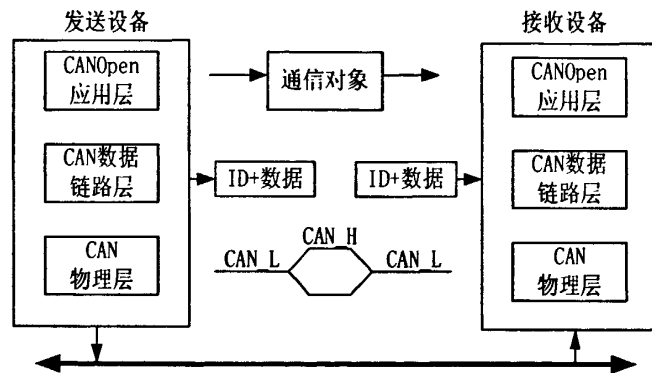 发送设备
接收设备
CANOpen
应用层
通信对象
CANOpen
应用层
CAN数据
链路层
ID+数据
ID+数据
CAN数据
链路层
CAN
物理层
CAN_L
CAN_H
CAN_L
CAN
物理层